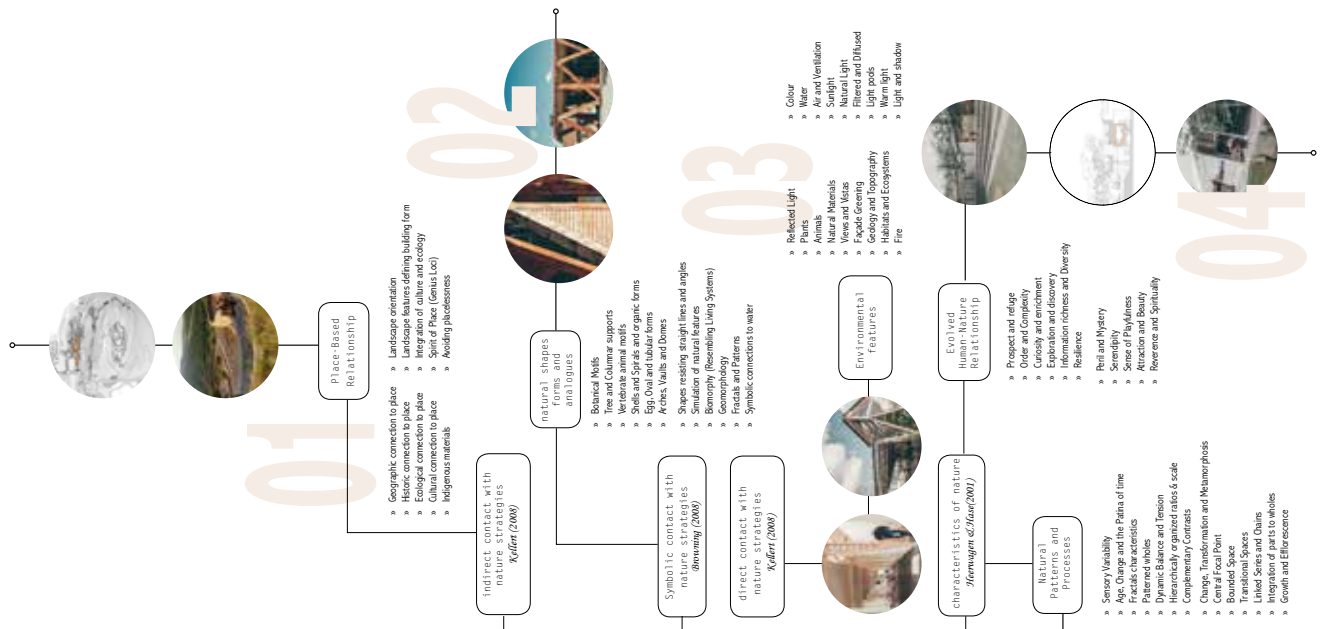 01
Place-Based
Relationship
» Geographic connection to place
» Historic connection to place
» Ecological connection to place
» Cultural connection to place
» Indigenous materials
» Landscape orientation
» Landscape features defining building form
» Integration of culture and ecology
» Spirit of Place (Genius Loci)
» Avoiding placelessness
indirect contact with
nature strategies
Kellert (2008)
02
natural shapes
forms and
analogues
» Botanical Motifs
» Tree and Columnar supports
» Vertebrate animal motifs
» Shells and Spirals and organic forms
» Egg, Oval and tubular forms
» Arches, Vaults and Domes
» Shapes resisting straight lines and angles
» Simulation of natural features
» Biomorphy (Resembling Living Systems)
» Geomorphology
» Fractals and Patterns
» Symbolic connections to water
Symbolic contact with
nature strategies
Browning (2008)
direct contact with
nature strategies
Kellert (2008)
03
Environmental
features
» Reflected Light
» Plants
» Animals
» Natural Materials
» Views and Vistas
» Façade Greening
» Geology and Topography
» Habitats and Ecosystems
» Fire
» Colour
» Water
» Air and Ventilation
» Sunlight
» Natural Light
» Filtered and Diffused
» Light pools
» Warm light
» Light and shadow
characteristics of nature
Heerwagen & Hase(2001)
Evolved
Human-Nature
Relationship
» Prospect and refuge
» Order and Complexity
» Curiosity and enrichment
» Exploration and discovery
» Information richness and Diversity
» Resilience
» Peril and Mystery
» Serendipity
» Sense of Playfulness
» Attraction and Beauty
» Reverence and Spirituality
04
Natural
Patterns and
Processes
» Sensory Variability
» Age, Change and the Patina of time
» Fractals characteristics
» Patterned wholes
» Dynamic Balance and Tension
» Hierarchically organized ratios & scale
» Complementary Contrasts
» Change, Transformation and Metamorphosis
» Central Focal Point
» Bounded Space
» Transitional Spaces
» Linked Series and Chains
» Integration of parts to wholes
» Growth and Efflorescence